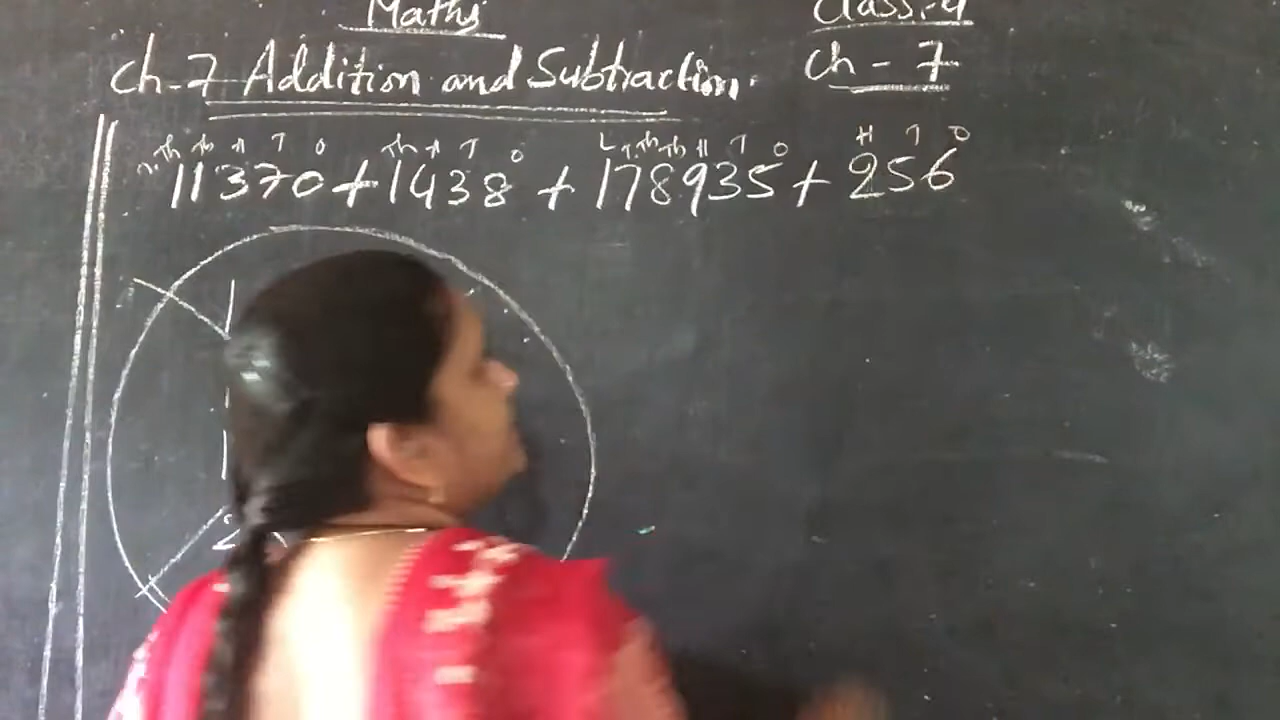 Maths Class:-4
Ch-7 Addition and Subtraction. Ch - 7
Th Th H T O Th H T O L T.Th Th H T O H T O
11370 + 1438 + 178935 + 256
2